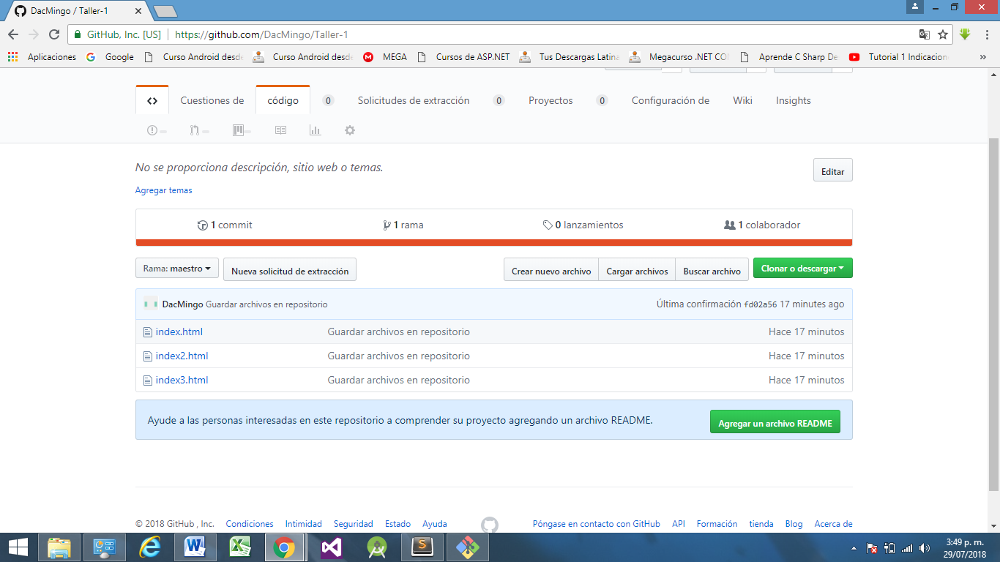 DacMingo / Taller-1
GitHub, Inc. [US] https://github.com/DacMingo/Taller-1
Aplicaciones Google Curso Android desde Curso Android desde MEGA Cursos de ASP.NET Tus Descargas Latina Megacurso .NET CO Aprende C Sharp De Tutorial 1 Indicacion »
<> Cuestiones de código 0 Solicitudes de extracción 0 Proyectos 0 Configuración de Wiki Insights
No se proporciona descripción, sitio web o temas. Editar
Agregar temas
1 commit 1 rama 0 lanzamientos 1 colaborador
Rama: maestro Nueva solicitud de extracción Crear nuevo archivo Cargar archivos Buscar archivo Clonar o descargar
DacMingo Guardar archivos en repositorio Última confirmación fd02a56 17 minutes ago
index.html Guardar archivos en repositorio Hace 17 minutos
index2.html Guardar archivos en repositorio Hace 17 minutos
index3.html Guardar archivos en repositorio Hace 17 minutos
Ayude a las personas interesadas en este repositorio a comprender su proyecto agregando un archivo README. Agregar un archivo README
© 2018 GitHub , Inc. Condiciones Intimidad Seguridad Estado Ayuda Póngase en contacto con GitHub API Formación tienda Blog Acerca de
3:49 p. m.
29/07/2018